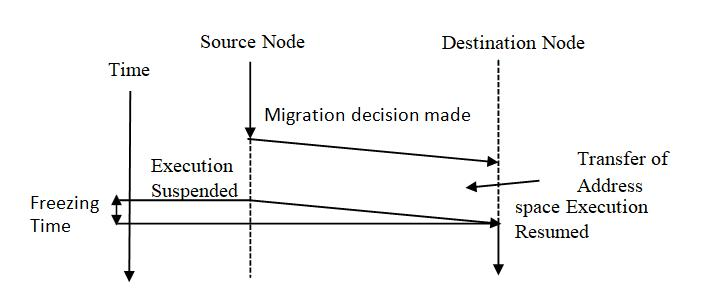 Source Node
Destination Node
Time
Migration decision made
Execution
Suspended
Transfer of
Address
space Execution
Resumed
Freezing
Time